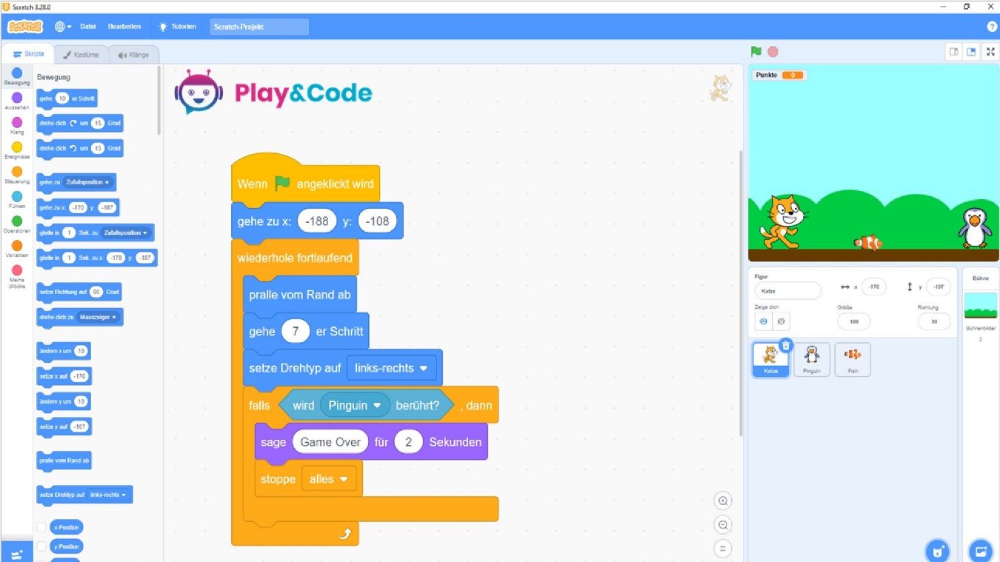 Scratch 3.28.0
SCRATCH Datei Bearbeiten Tutorien Scratch-Projekt ?
Skripte Kostüme Klänge
Bewegung
Aussehen
Klang
Ereignisse
Steuerung
Fühlen
Operatoren
Variablen
Meine
Blöcke
Bewegung
gehe 10 er Schritt
drehe dich um 15 Grad
drehe dich um 15 Grad
gehe zu Zufallsposition
gehe zu x: -170 y: -107
gleite in 1 Sek. zu Zufallsposition
gleite in 1 Sek. zu x: -170 y: -107
setze Richtung auf 90 Grad
drehe dich zu Mauszeiger
ändere x um 10
setze x auf -170
ändere y um 10
setze y auf -107
pralle vom Rand ab
setze Drehtyp auf links-rechts
x-Position
y-Position
Play&Code
Wenn angeklickt wird
gehe zu x: -188 y: -108
wiederhole fortlaufend
pralle vom Rand ab
gehe 7 er Schritt
setze Drehtyp auf links-rechts
falls wird Pinguin berührt? , dann
sage Game Over für 2 Sekunden
stoppe alles
Punkte 0
Figur
Katze x -170 y -107
Zeige dich Größe Richtung
100 90
Katze Pinguin Fish
Bühne
Bühnenbilder
2